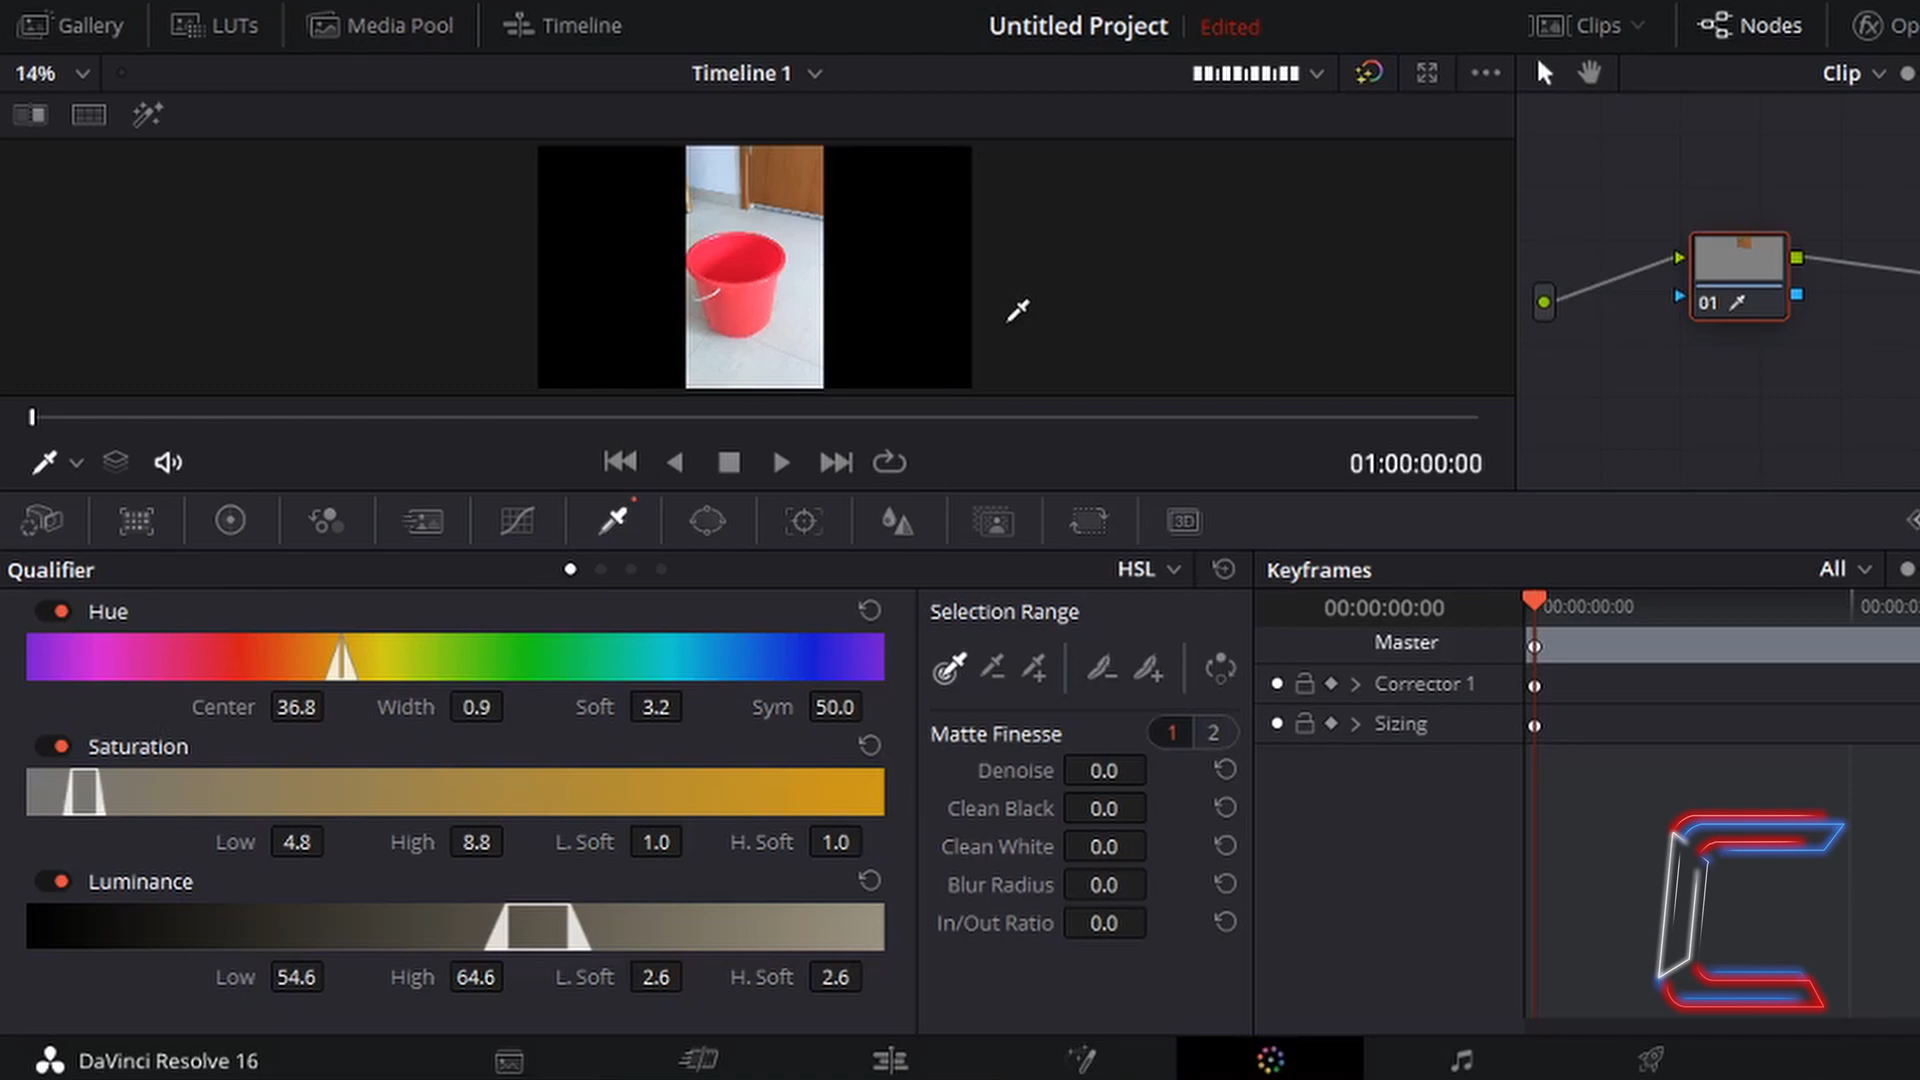 Gallery
LUTs
Media Pool
Timeline
Untitled Project
Edited
Clips
Nodes
fx
14%
Timeline 1
Clip
01
01:00:00:00
3D
Qualifier
HSL
Keyframes
All
Hue
Selection Range
00:00:00:00
00:00:00:00
Master
Center 36.8 Width 0.9 Soft 3.2 Sym 50.0
Corrector 1
Sizing
Saturation
Matte Finesse 1 2
Denoise 0.0
Clean Black 0.0
Low 4.8 High 8.8 L. Soft 1.0 H. Soft 1.0
Clean White 0.0
Luminance
Blur Radius 0.0
In/Out Ratio 0.0
Low 54.6 High 64.6 L. Soft 2.6 H. Soft 2.6
DaVinci Resolve 16